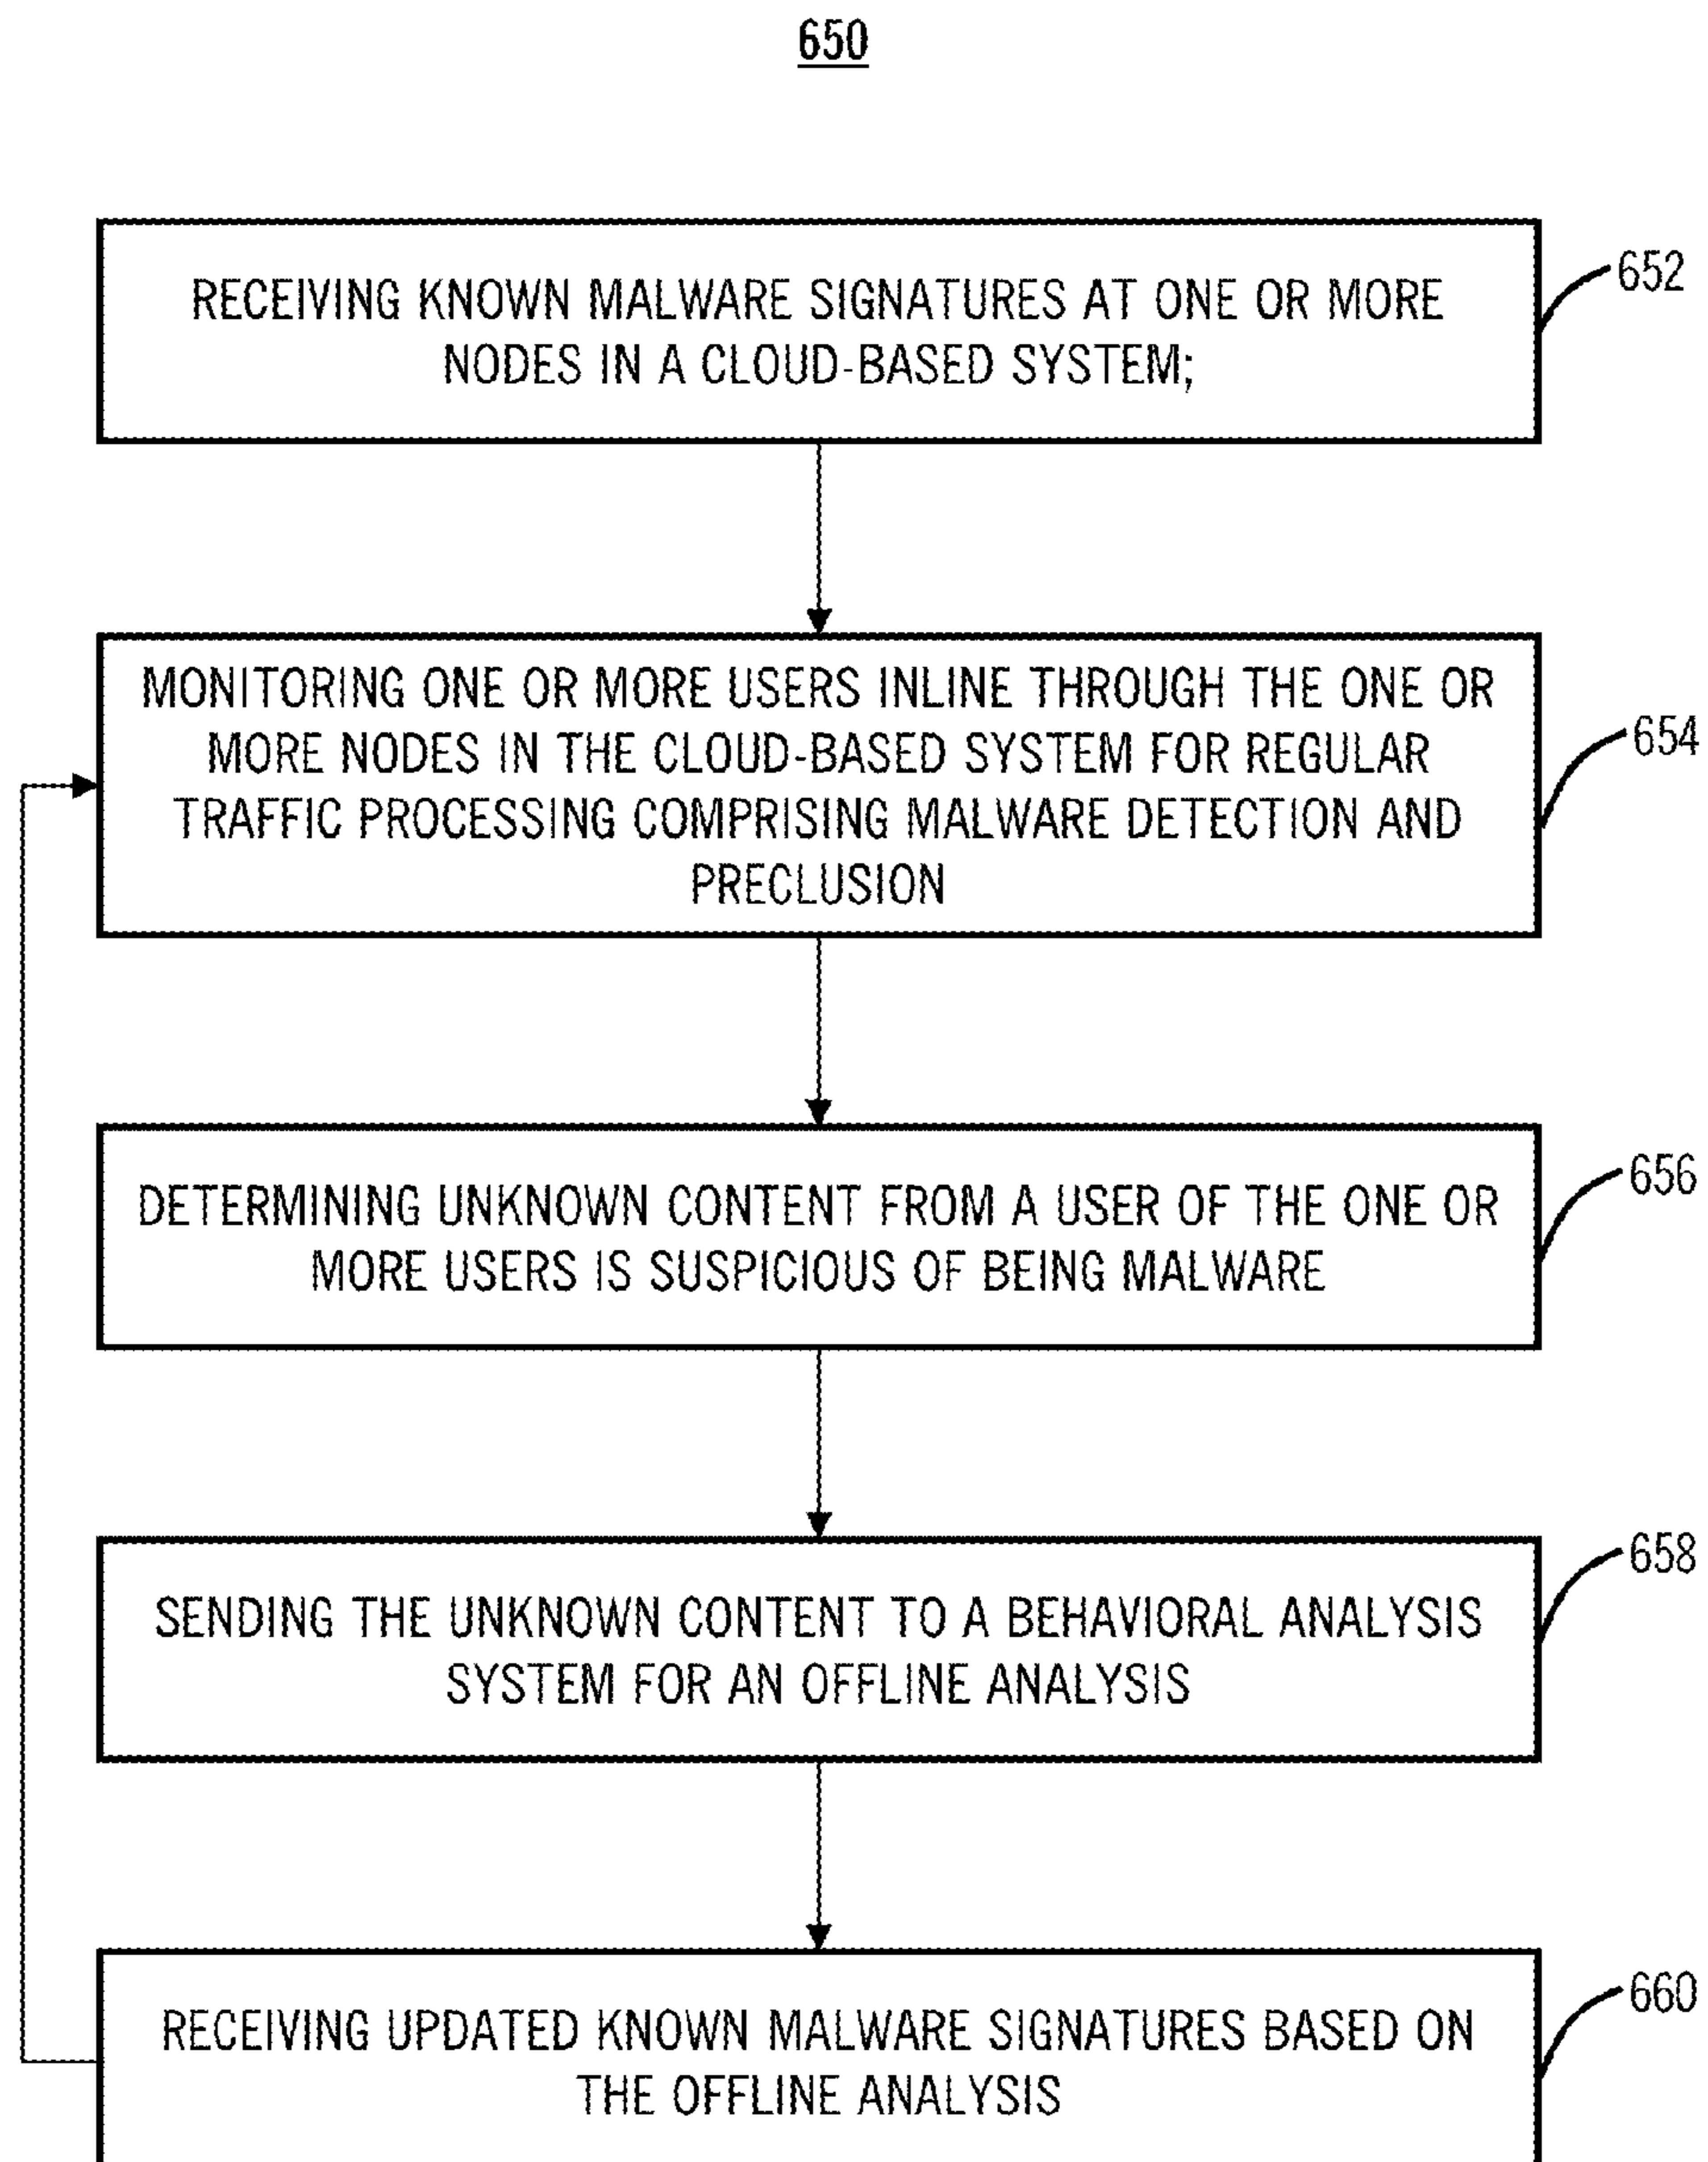 650
RECEIVING KNOWN MALWARE SIGNATURES AT ONE OR MORE
NODES IN A CLOUD-BASED SYSTEM;
652
MONITORING ONE OR MORE USERS INLINE THROUGH THE ONE OR
MORE NODES IN THE CLOUD-BASED SYSTEM FOR REGULAR
TRAFFIC PROCESSING COMPRISING MALWARE DETECTION AND
PRECLUSION
654
DETERMINING UNKNOWN CONTENT FROM A USER OF THE ONE OR
MORE USERS IS SUSPICIOUS OF BEING MALWARE
656
SENDING THE UNKNOWN CONTENT TO A BEHAVIORAL ANALYSIS
SYSTEM FOR AN OFFLINE ANALYSIS
658
RECEIVING UPDATED KNOWN MALWARE SIGNATURES BASED ON
THE OFFLINE ANALYSIS
660